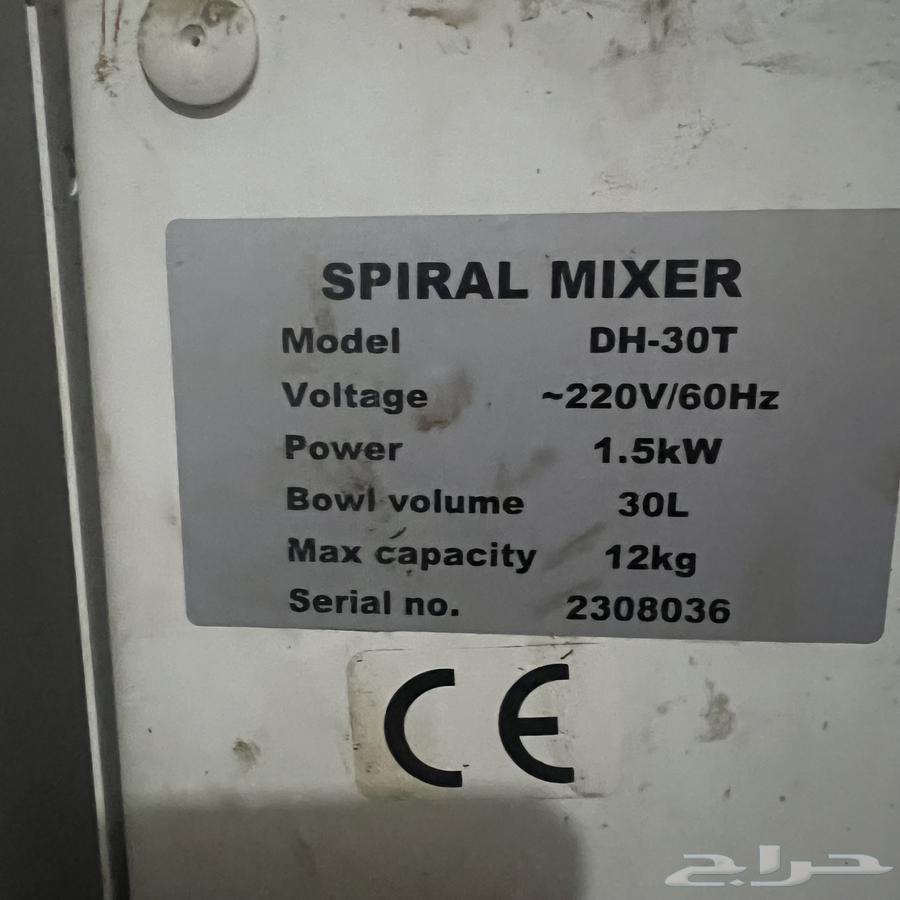 SPIRAL MIXER
Model DH-30T
Voltage ~220V/60Hz
Power 1.5kW
Bowl volume 30L
Max capacity 12kg
Serial no. 2308036
CE
حراج